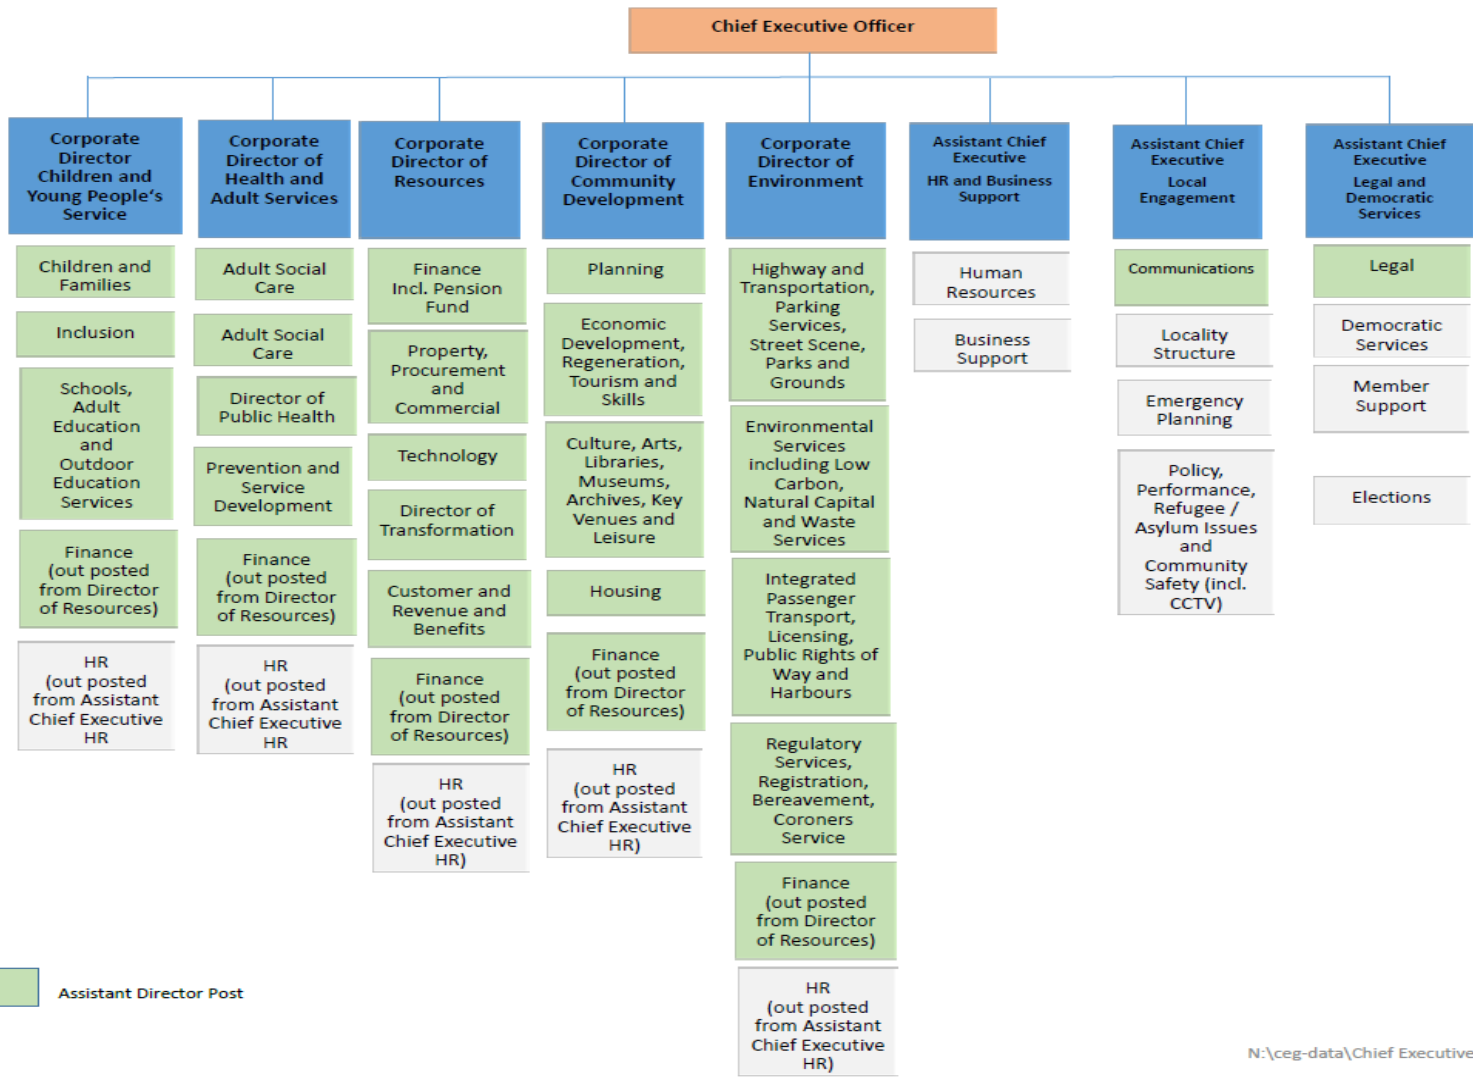 Chief Executive Officer
Corporate
Director
Children and
Young People's
Service
Children and
Families
Inclusion
Schools,
Adult
Education
and
Outdoor
Education
Services
Finance
(out posted
from Director
of Resources)
HR
(out posted
from Assistant
Chief Executive
HR
Corporate
Director of
Health and
Adult Services
Adult Social
Care
Adult Social
Care
Director of
Public Health
Prevention and
Service
Development
Finance
(out posted
from Director
of Resources)
HR
(out posted
from Assistant
Chief Executive
HR
Corporate
Director of
Resources
Finance
Incl. Pension
Fund
Property,
Procurement
and
Commercial
Technology
Director of
Transformation
Customer and
Revenue and
Benefits
Finance
(out posted
from Director
of Resources)
HR
(out posted
from Assistant
Chief Executive
HR)
Corporate
Director of
Community
Development
Planning
Economic
Development,
Regeneration,
Tourism and
Skills
Culture, Arts,
Libraries,
Museums,
Archives, Key
Venues and
Leisure
Housing
Finance
(out posted
from Director
of Resources)
HR
(out posted
from Assistant
Chief Executive
HR)
Corporate
Director of
Environment
Highway and
Transportation,
Parking
Services,
Street Scene,
Parks and
Grounds
Environmental
Services
including Low
Carbon,
Natural Capital
and Waste
Services
Integrated
Passenger
Transport,
Licensing,
Public Rights of
Way and
Harbours
Regulatory
Services,
Registration,
Bereavement,
Coroners
Service
Finance
(out posted
from Director
of Resources)
HR
(out posted
from Assistant
Chief Executive
HR)
Assistant Chief
Executive
HR and Business
Support
Human
Resources
Business
Support
Assistant Chief
Executive
Local
Engagement
Communications
Locality
Structure
Emergency
Planning
Policy,
Performance,
Refugee /
Asylum Issues
and
Community
Safety (incl.
CCTV)
Assistant Chief
Executive
Legal and
Democratic
Services
Legal
Democratic
Services
Member
Support
Elections
Assistant Director Post
N:\ceg-data\Chief Executive